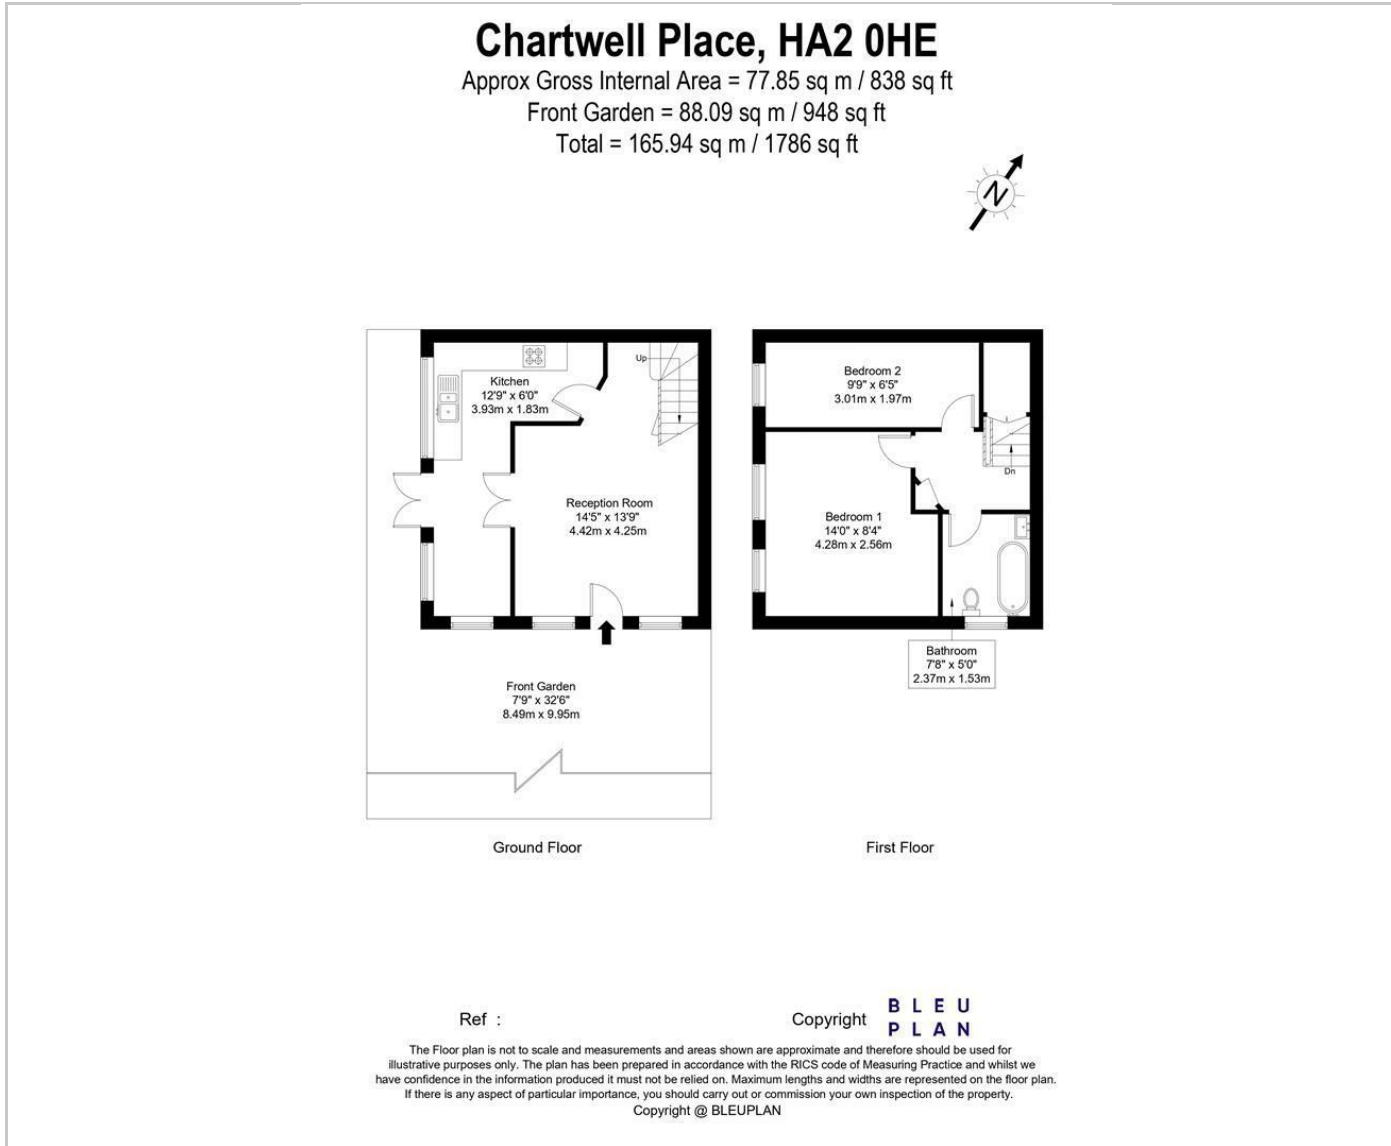 Chartwell Place, HA2 0HE
Approx Gross Internal Area = 77.85 sq m / 838 sq ft
Front Garden = 88.09 sq m / 948 sq ft
Total = 165.94 sq m / 1786 sq ft
N
Up
Kitchen
12'9" x 6'0"
3.93m x 1.83m
Reception Room
14'5" x 13'9"
4.42m x 4.25m
Front Garden
7'9" x 32'6"
8.49m x 9.95m
Ground Floor
Bedroom 2
9'9" x 6'5"
3.01m x 1.97m
Dn
Bedroom 1
14'0" x 8'4"
4.28m x 2.56m
Bathroom
7'8" x 5'0"
2.37m x 1.53m
First Floor
Ref :
Copyright
BLEU
PLAN
The Floor plan is not to scale and measurements and areas shown are approximate and therefore should be used for
illustrative purposes only. The plan has been prepared in accordance with the RICS code of Measuring Practice and whilst we
have confidence in the information produced it must not be relied on. Maximum lengths and widths are represented on the floor plan.
If there is any aspect of particular importance, you should carry out or commission your own inspection of the property.
Copyright @ BLEUPLAN